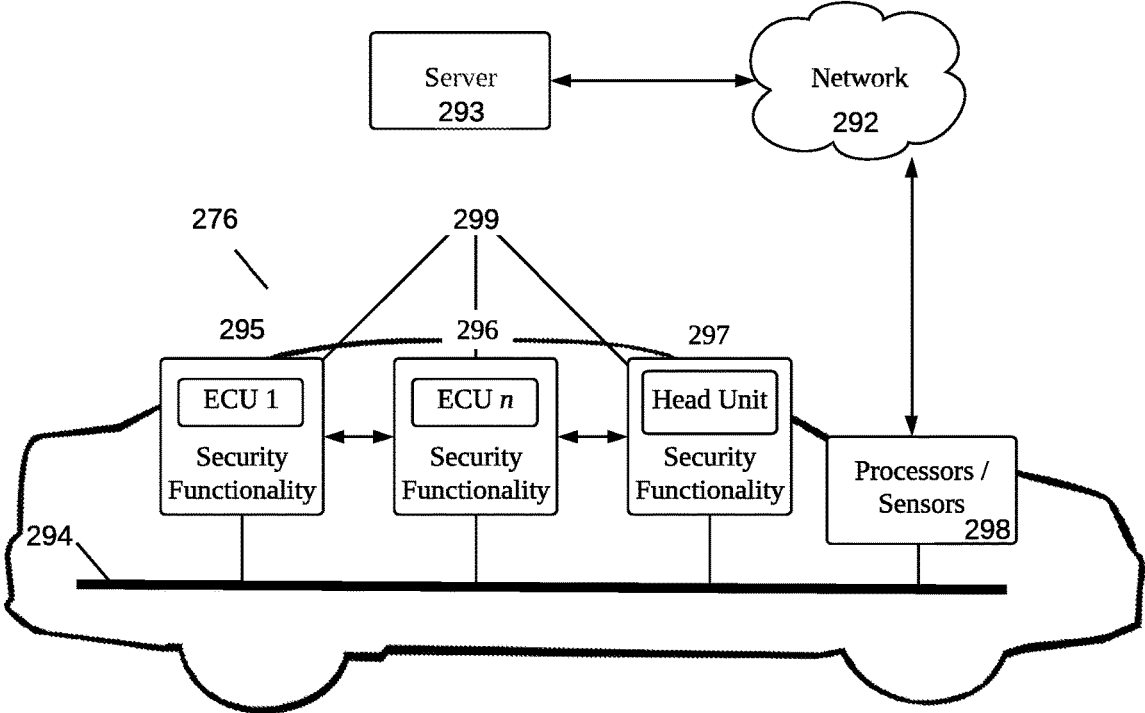 Server
293
Network
292
276
299
295
296
297
ECU 1
Security
Functionality
ECU n
Security
Functionality
Head Unit
Security
Functionality
Processors /
Sensors
298
294